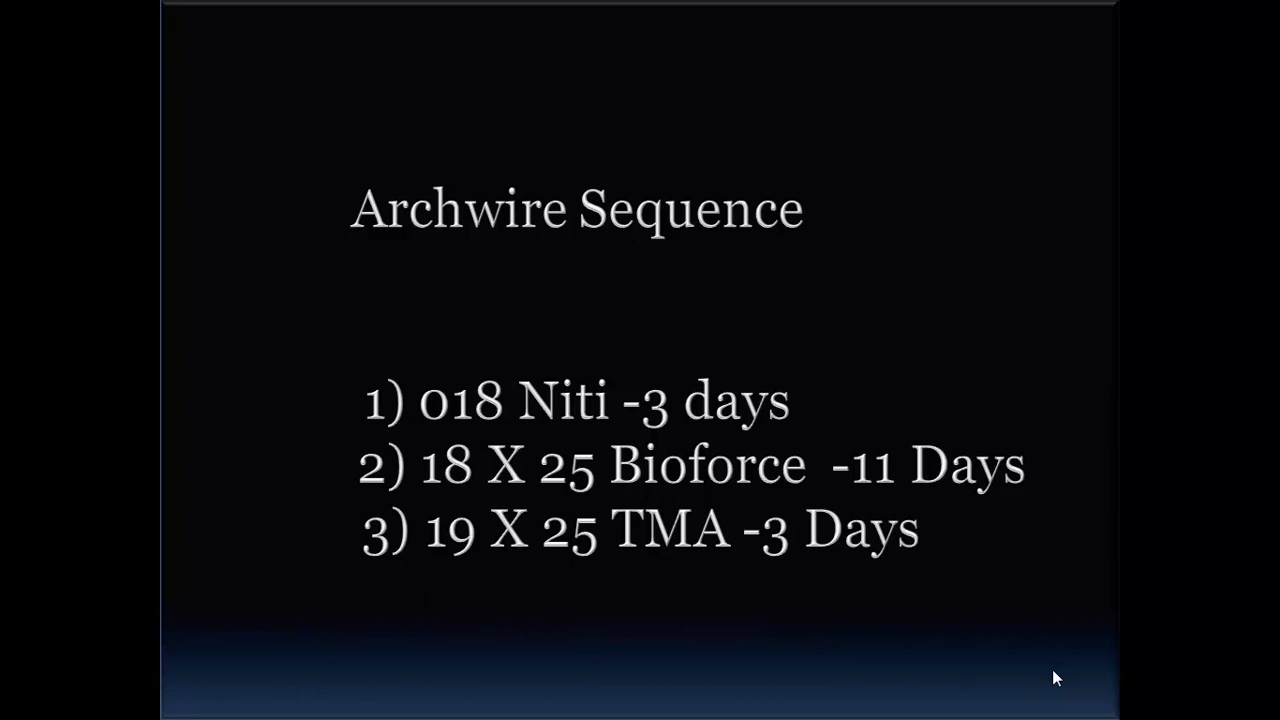 Archwire Sequence
1) 018 Niti -3 days
2) 18 X 25 Bioforce -11 Days
3) 19 X 25 TMA -3 Days